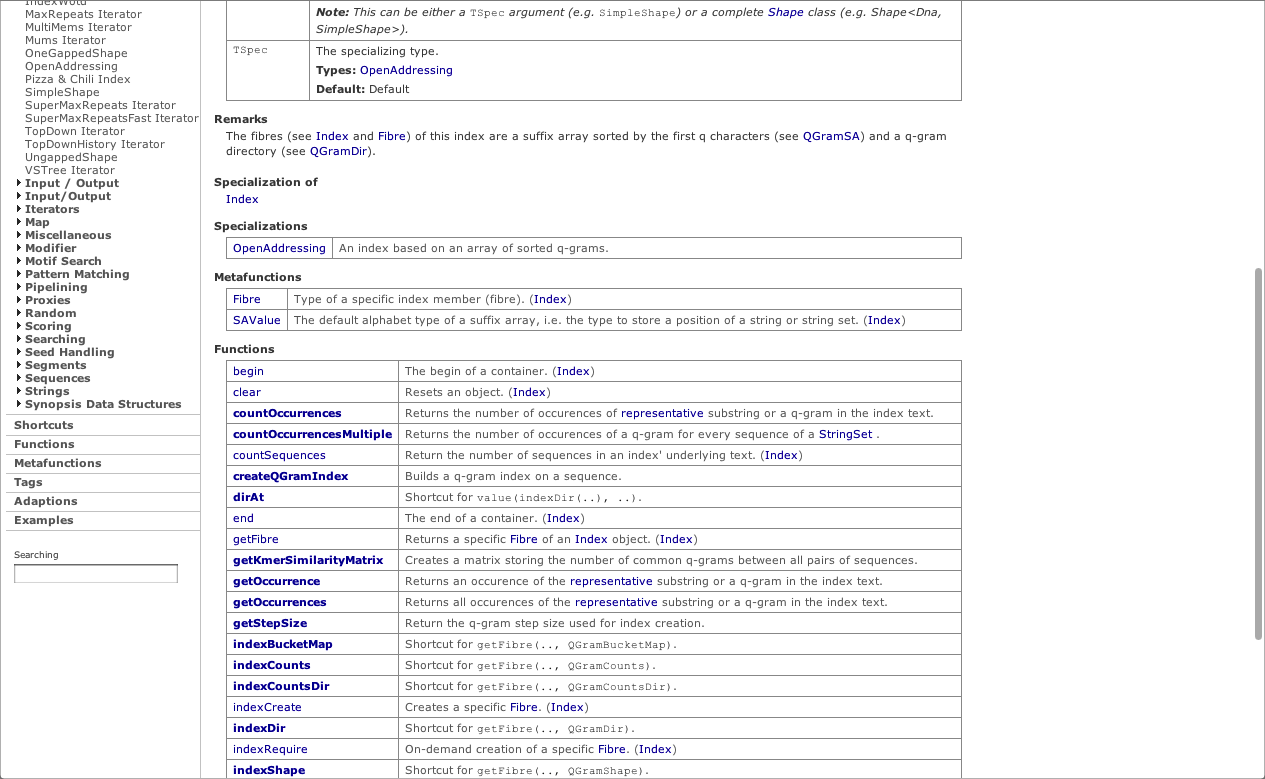 IndexWotd
MaxRepeats Iterator
MultiMems Iterator
Mums Iterator
OneGappedShape
OpenAddressing
Pizza & Chili Index
SimpleShape
SuperMaxRepeats Iterator
SuperMaxRepeatsFast Iterator
TopDown Iterator
TopDownHistory Iterator
UngappedShape
VSTree Iterator
Input / Output
Input/Output
Iterators
Map
Miscellaneous
Modifier
Motif Search
Pattern Matching
Pipelining
Proxies
Random
Scoring
Searching
Seed Handling
Segments
Sequences
Strings
Synopsis Data Structures
Shortcuts
Functions
Metafunctions
Tags
Adaptions
Examples
Searching
Note: This can be either a TSpec argument (e.g. SimpleShape) or a complete Shape class (e.g. Shape<Dna,
SimpleShape>).
TSpec The specializing type.
Types: OpenAddressing
Default: Default
Remarks
The fibres (see Index and Fibre) of this index are a suffix array sorted by the first q characters (see QGramSA) and a q-gram
directory (see QGramDir).
Specialization of
Index
Specializations
OpenAddressing An index based on an array of sorted q-grams.
Metafunctions
Fibre Type of a specific index member (fibre). (Index)
SAValue The default alphabet type of a suffix array, i.e. the type to store a position of a string or string set. (Index)
Functions
begin The begin of a container. (Index)
clear Resets an object. (Index)
countOccurrences Returns the number of occurences of representative substring or a q-gram in the index text.
countOccurrencesMultiple Returns the number of occurences of a q-gram for every sequence of a StringSet .
countSequences Return the number of sequences in an index' underlying text. (Index)
createQGramIndex Builds a q-gram index on a sequence.
dirAt Shortcut for value(indexDir(..), ..).
end The end of a container. (Index)
getFibre Returns a specific Fibre of an Index object. (Index)
getKmerSimilarityMatrix Creates a matrix storing the number of common q-grams between all pairs of sequences.
getOccurrence Returns an occurence of the representative substring or a q-gram in the index text.
getOccurrences Returns all occurences of the representative substring or a q-gram in the index text.
getStepSize Return the q-gram step size used for index creation.
indexBucketMap Shortcut for getFibre(.., QGramBucketMap).
indexCounts Shortcut for getFibre(.., QGramCounts).
indexCountsDir Shortcut for getFibre(.., QGramCountsDir).
indexCreate Creates a specific Fibre. (Index)
indexDir Shortcut for getFibre(.., QGramDir).
indexRequire On-demand creation of a specific Fibre. (Index)
indexShape Shortcut for getFibre(.., QGramShape).